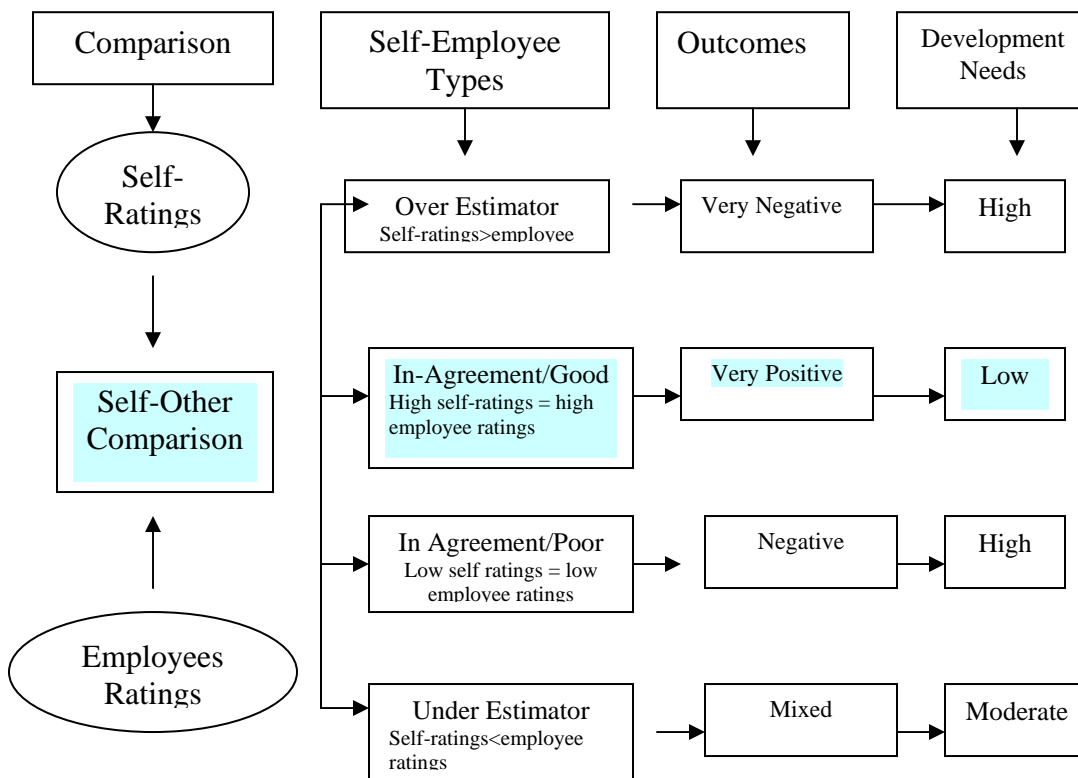 Comparison
Self-Employee
Types
Outcomes
Development
Needs
Self-
Ratings
Over Estimator
Self-ratings>employee
Very Negative
High
Self-Other
Comparison
In-Agreement/Good
High self-ratings = high
employee ratings
Very Positive
Low
In Agreement/Poor
Low self ratings = low
employee ratings
Negative
High
Employees
Ratings
Under Estimator
Self-ratings<employee
ratings
Mixed
Moderate